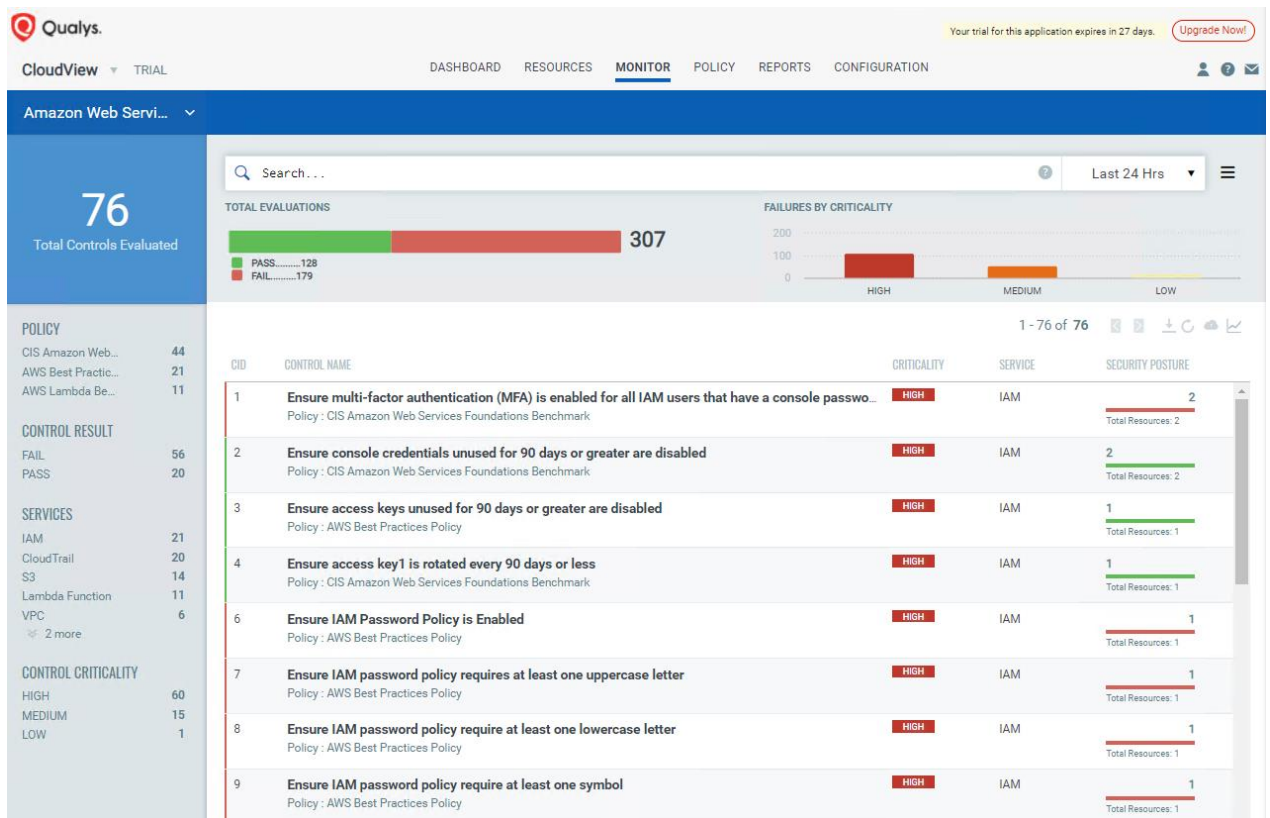 Qualys.
Your trial for this application expires in 27 days.
Upgrade Now!
CloudView TRIAL
DASHBOARD RESOURCES MONITOR POLICY REPORTS CONFIGURATION
Amazon Web Servi...
76
Total Controls Evaluated
Search...
Last 24 Hrs
TOTAL EVALUATIONS
307
PASS..........128
FAIL.........179
FAILURES BY CRITICALITY
200
100
0
HIGH MEDIUM LOW
POLICY
CIS Amazon Web... 44
AWS Best Practic... 21
AWS Lambda Be... 11
CONTROL RESULT
FAIL 56
PASS 20
SERVICES
IAM 21
CloudTrail 20
S3 14
Lambda Function 11
VPC 6
2 more
CONTROL CRITICALITY
HIGH 60
MEDIUM 15
LOW 1
1 - 76 of 76
CID CONTROL NAME CRITICALITY SERVICE SECURITY POSTURE
1 Ensure multi-factor authentication (MFA) is enabled for all IAM users that have a console passwo... HIGH IAM 2
Policy : CIS Amazon Web Services Foundations Benchmark
Total Resources: 2
2 Ensure console credentials unused for 90 days or greater are disabled HIGH IAM 2
Policy : CIS Amazon Web Services Foundations Benchmark
Total Resources: 2
3 Ensure access keys unused for 90 days or greater are disabled HIGH IAM 1
Policy : AWS Best Practices Policy
Total Resources: 1
4 Ensure access key1 is rotated every 90 days or less HIGH IAM 1
Policy : CIS Amazon Web Services Foundations Benchmark
Total Resources: 1
6 Ensure IAM Password Policy is Enabled HIGH IAM 1
Policy : AWS Best Practices Policy
Total Resources: 1
7 Ensure IAM password policy requires at least one uppercase letter HIGH IAM 1
Policy : AWS Best Practices Policy
Total Resources: 1
8 Ensure IAM password policy require at least one lowercase letter HIGH IAM 1
Policy : AWS Best Practices Policy
Total Resources: 1
9 Ensure IAM password policy require at least one symbol HIGH IAM 1
Policy : AWS Best Practices Policy
Total Resources: 1